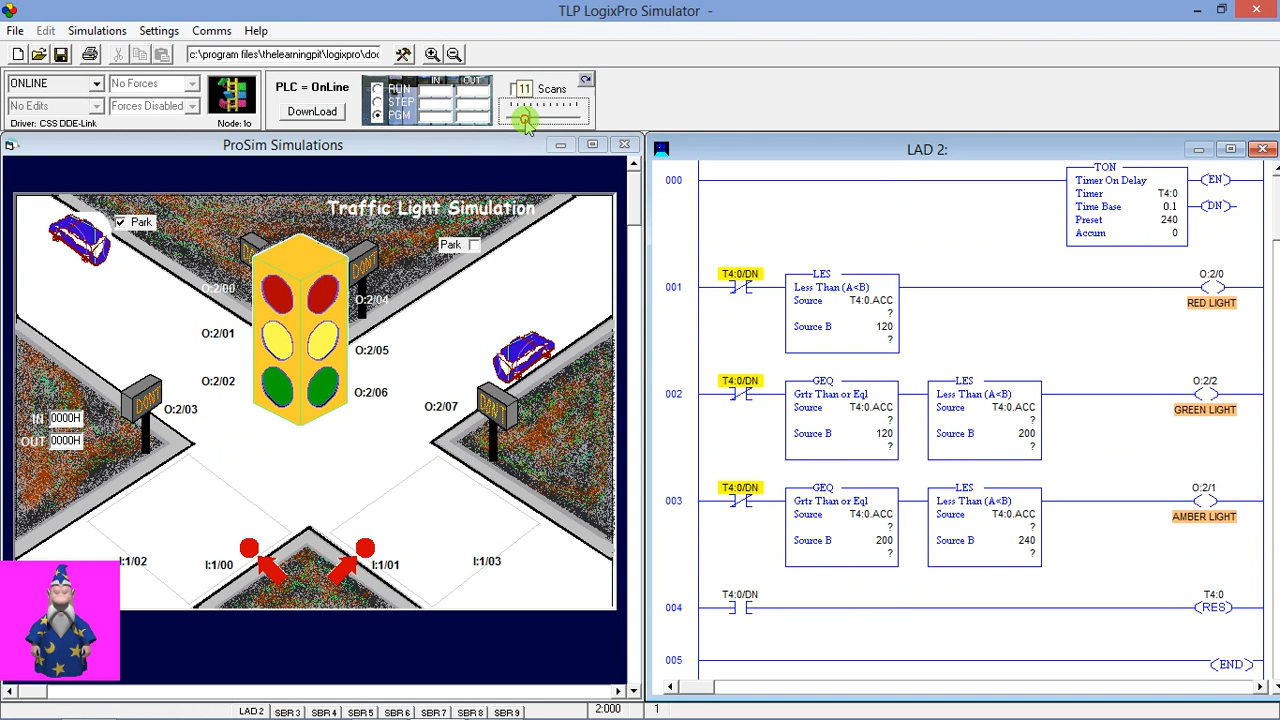 TLP LogixPro Simulator -
File Edit Simulations Settings Comms Help
c:\program files\thelearningpit\logixpro\doc
ONLINE No Forces
No Edits Forces Disabled
Driver: CSS DDE-Link Node: 1o
PLC = OnLine
DownLoad
IN OUT
RUN
STEP
PGM
11 Scans
ProSim Simulations
Traffic Light Simulation
Park
Park
DONT
DONT
O:2/00
O:2/04
O:2/01
O:2/05
O:2/02
O:2/06
DONT
O:2/03
O:2/07
DON'T
IN 0000H
OUT 0000H
I:1/02
I:1/00
I:1/01
I:1/03
LAD 2:
000
TON
Timer On Delay
Timer T4:0
Time Base 0.1
Preset 240
Accum 0
EN
DN
001
T4:0/DN
LES
Less Than (A<B)
Source T4:0.ACC
?
Source B 120
?
O:2/0
RED LIGHT
002
T4:0/DN
GEQ
Grtr Than or Eql
Source T4:0.ACC
?
Source B 120
?
LES
Less Than (A<B)
Source T4:0.ACC
?
Source B 200
?
O:2/2
GREEN LIGHT
003
T4:0/DN
GEQ
Grtr Than or Eql
Source T4:0.ACC
?
Source B 200
?
LES
Less Than (A<B)
Source T4:0.ACC
?
Source B 240
?
O:2/1
AMBER LIGHT
004
T4:0/DN
T4:0
RES
005
END
LAD 2 SBR 3 SBR 4 SBR 5 SBR 6 SBR 7 SBR 8 SBR 9 2:000 1